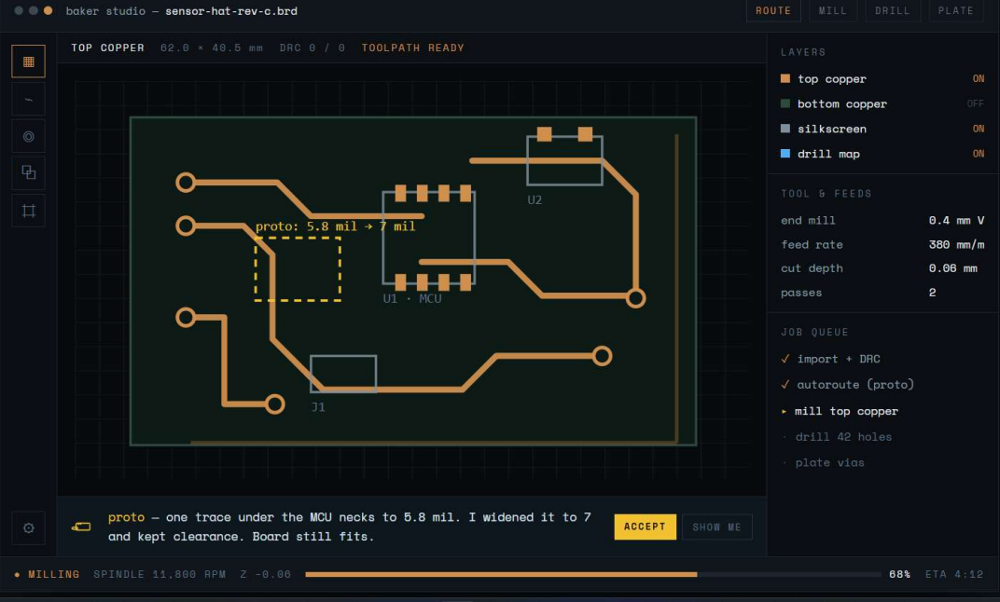 baker studio — sensor-hat-rev-c.brd
ROUTE MILL DRILL PLATE
TOP COPPER 62.0 × 40.5 mm DRC 0 / 0 TOOLPATH READY
U2
proto: 5.8 mil → 7 mil
U1 · MCU
J1
LAYERS
top copper ON
bottom copper OFF
silkscreen ON
drill map ON
TOOL & FEEDS
end mill 0.4 mm V
feed rate 380 mm/m
cut depth 0.06 mm
passes 2
JOB QUEUE
✓ import + DRC
✓ autoroute (proto)
▸ mill top copper
· drill 42 holes
· plate vias
proto — one trace under the MCU necks to 5.8 mil. I widened it to 7
and kept clearance. Board still fits.
ACCEPT SHOW ME
● MILLING SPINDLE 11,800 RPM Z −0.06 68% ETA 4:12